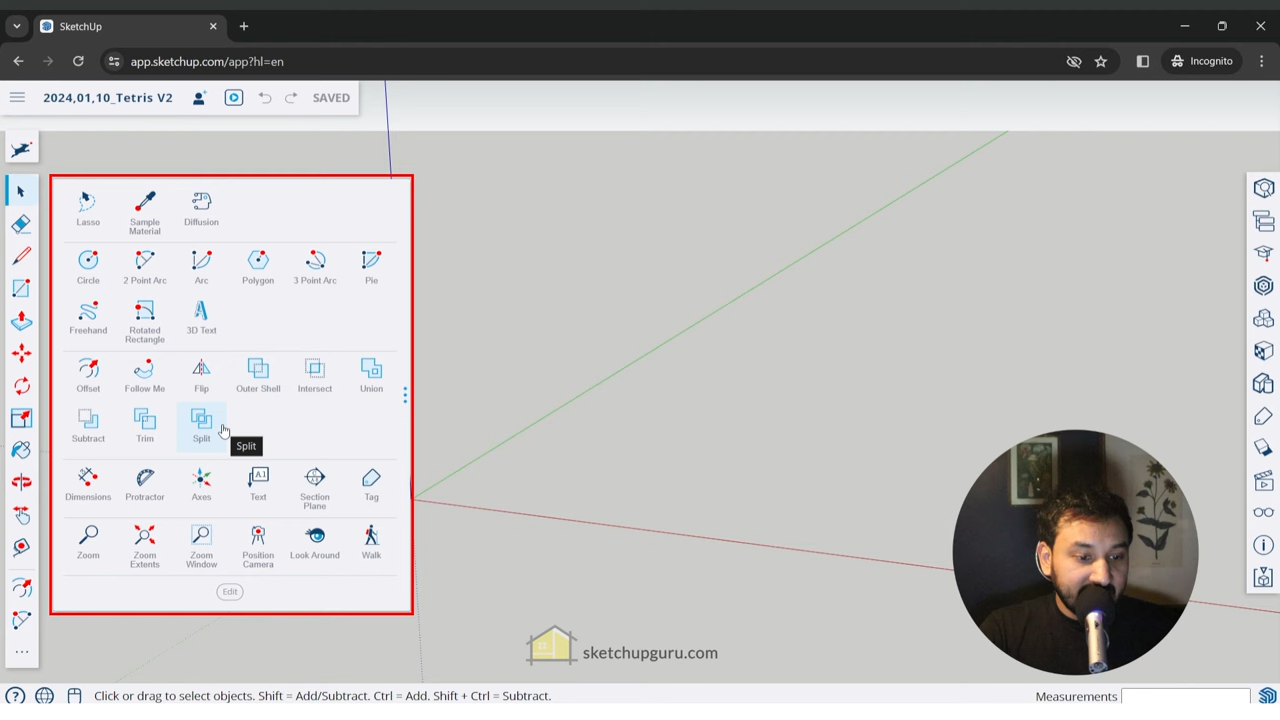 SketchUp
app.sketchup.com/app?hl=en
Incognito
2024,01,10_Tetris V2
SAVED
Lasso
Sample
Material
Diffusion
Circle
2 Point Arc
Arc
Polygon
3 Point Arc
Pie
Freehand
Rotated
Rectangle
3D Text
Offset
Follow Me
Flip
Outer Shell
Intersect
Union
Subtract
Trim
Split
Split
Dimensions
Protractor
Axes
A1
Text
Section
Plane
Tag
Zoom
Zoom
Extents
Zoom
Window
Position
Camera
Look Around
Walk
Edit
sketchupguru.com
Click or drag to select objects. Shift = Add/Subtract. Ctrl = Add. Shift + Ctrl = Subtract.
Measurements